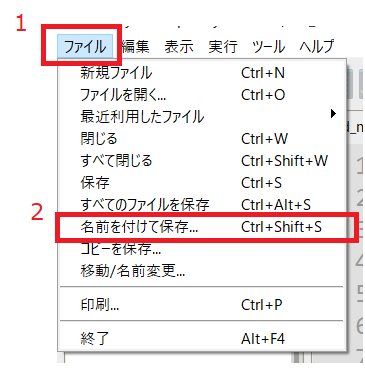 1
ファイル 編集 表示 実行 ツール ヘルプ
新規ファイル Ctrl+N
ファイルを開く... Ctrl+O
最近利用したファイル
閉じる Ctrl+W
すべて閉じる Ctrl+Shift+W
保存 Ctrl+S
すべてのファイルを保存 Ctrl+Alt+S
2
名前を付けて保存... Ctrl+Shift+S
コピーを保存...
移動/名前変更...
印刷... Ctrl+P
終了 Alt+F4